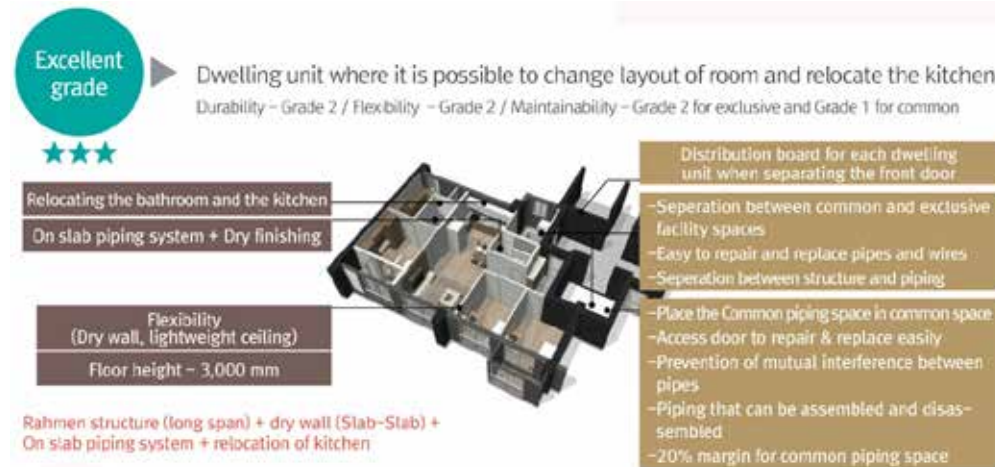 Excellent
grade
Dwelling unit where it is possible to change layout of room and relocate the kitchen
Durability – Grade 2 / Flexibility – Grade 2 / Maintainability – Grade 2 for exclusive and Grade 1 for common
Relocating the bathroom and the kitchen
On slab piping system + Dry finishing
Flexibility
(Dry wall, lightweight ceiling)
Floor height – 3,000 mm
Rahmen structure (long span) + dry wall (Slab-Slab) +
On slab piping system + relocation of kitchen
Distribution board for each dwelling
unit when separating the front door
-Seperation between common and exclusive
facility spaces
-Easy to repair and replace pipes and wires
-Seperation between structure and piping
-Place the Common piping space in common space
-Access door to repair & replace easily
-Prevention of mutual interference between
pipes
-Piping that can be assembled and disas-
sembled
-20% margin for common piping space